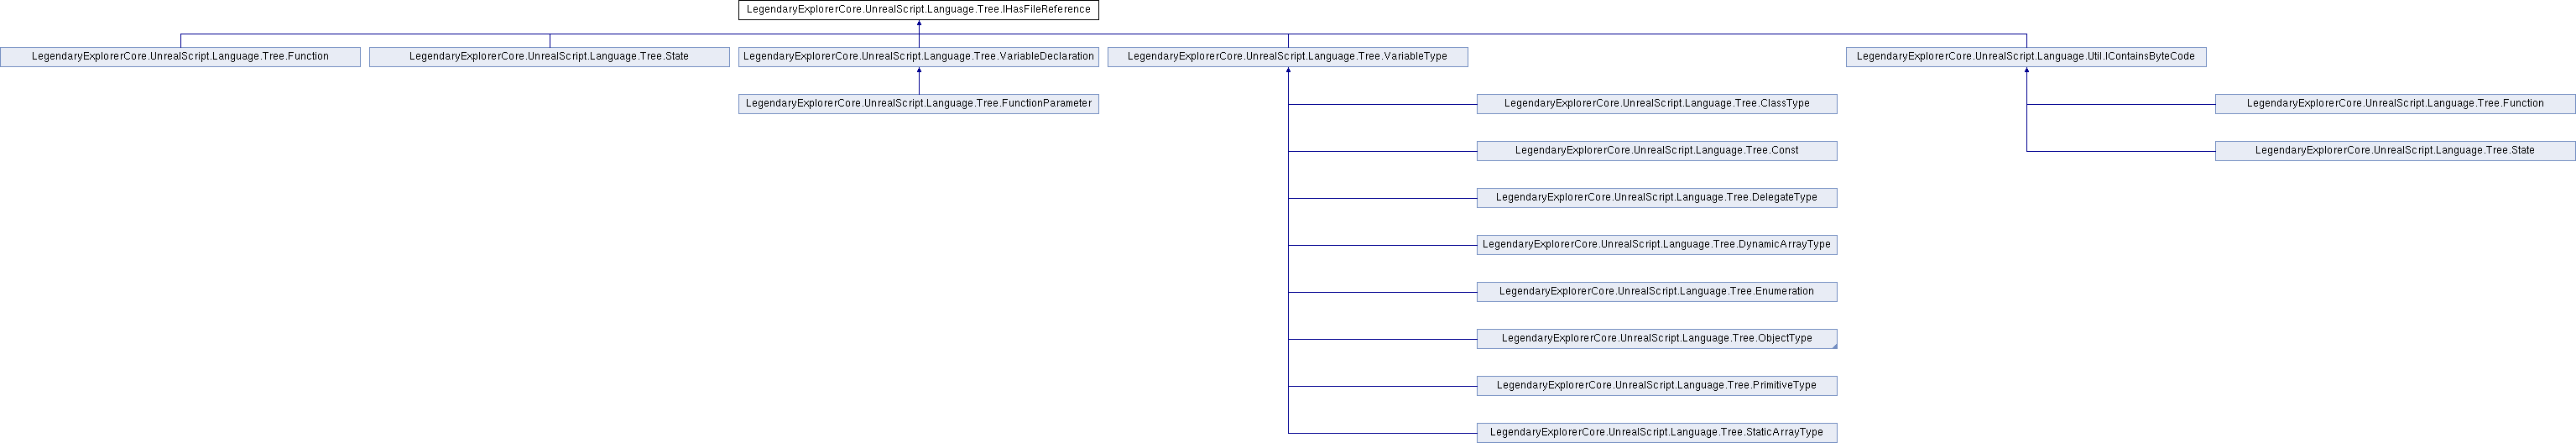 LegendaryExplorerCore.UnrealScript.Language.Tree.IHasFileReference
LegendaryExplorerCore.UnrealScript.Language.Tree.Function
LegendaryExplorerCore.UnrealScript.Language.Tree.State
LegendaryExplorerCore.UnrealScript.Language.Tree.VariableDeclaration
LegendaryExplorerCore.UnrealScript.Language.Tree.VariableType
LegendaryExplorerCore.UnrealScript.Language.Util.IContainsByteCode
LegendaryExplorerCore.UnrealScript.Language.Tree.FunctionParameter
LegendaryExplorerCore.UnrealScript.Language.Tree.ClassType
LegendaryExplorerCore.UnrealScript.Language.Tree.Function
LegendaryExplorerCore.UnrealScript.Language.Tree.Const
LegendaryExplorerCore.UnrealScript.Language.Tree.State
LegendaryExplorerCore.UnrealScript.Language.Tree.DelegateType
LegendaryExplorerCore.UnrealScript.Language.Tree.DynamicArrayType
LegendaryExplorerCore.UnrealScript.Language.Tree.Enumeration
LegendaryExplorerCore.UnrealScript.Language.Tree.ObjectType
LegendaryExplorerCore.UnrealScript.Language.Tree.PrimitiveType
LegendaryExplorerCore.UnrealScript.Language.Tree.StaticArrayType